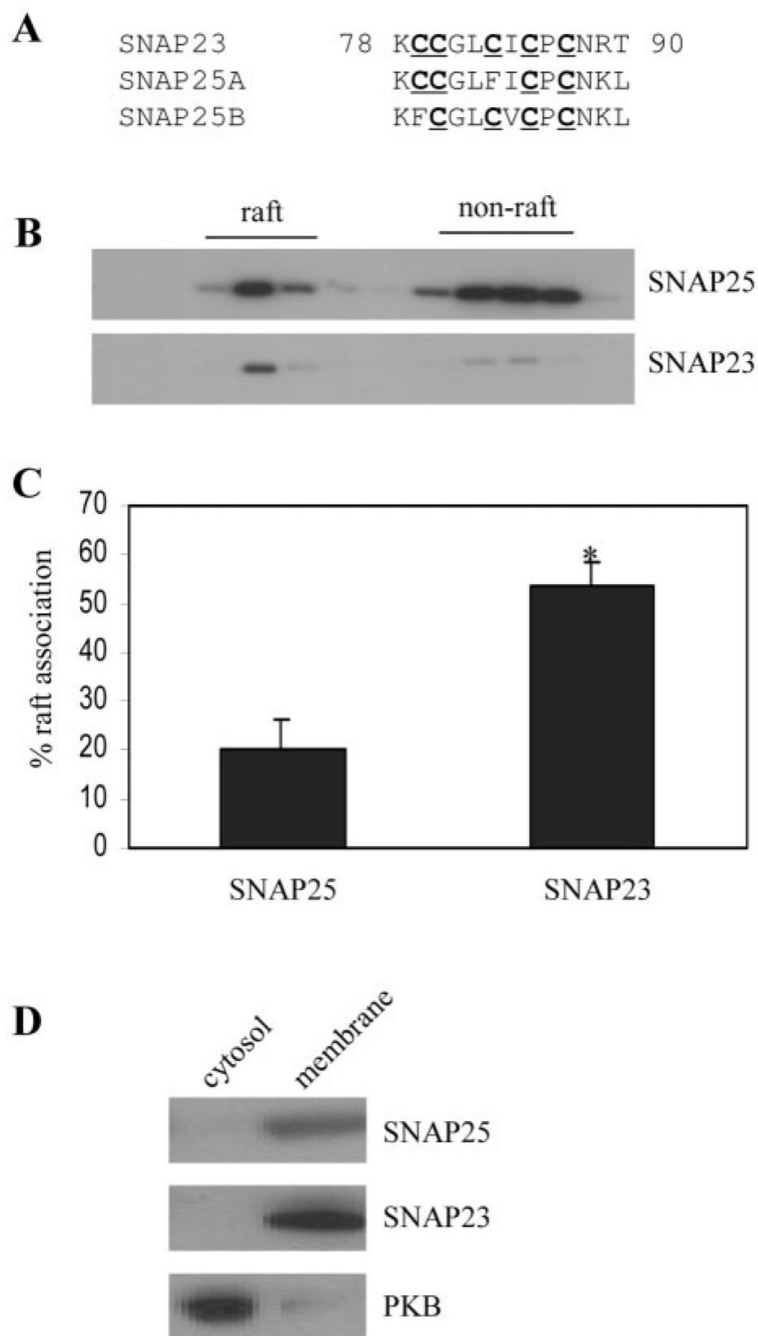 A
SNAP23 78 KCCGLCICPCNRT 90
SNAP25A KCCGLFICPCNKL
SNAP25B KFCGLCVCPCNKL
B
raft non-raft
SNAP25
SNAP23
C
70
60
50
40
30
20
10
0
% raft association
*
SNAP25 SNAP23
D
cytosol membrane
SNAP25
SNAP23
PKB